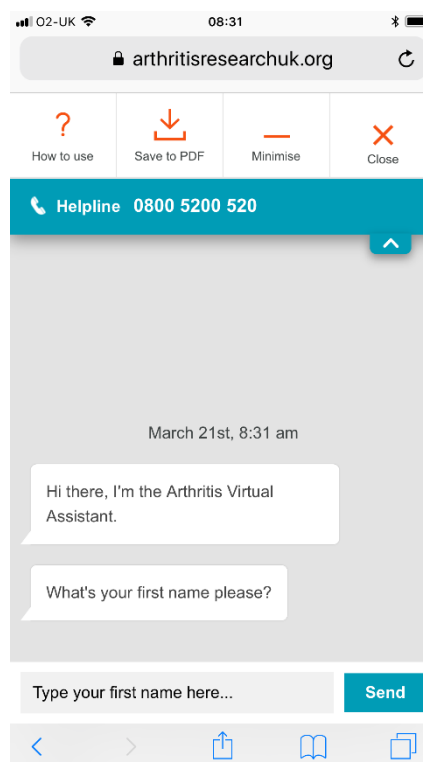 O2-UK 08:31
arthritisresearchuk.org
?
How to use Save to PDF Minimise Close
Helpline 0800 5200 520
March 21st, 8:31 am
Hi there, I'm the Arthritis Virtual
Assistant.
What's your first name please?
Type your first name here... Send